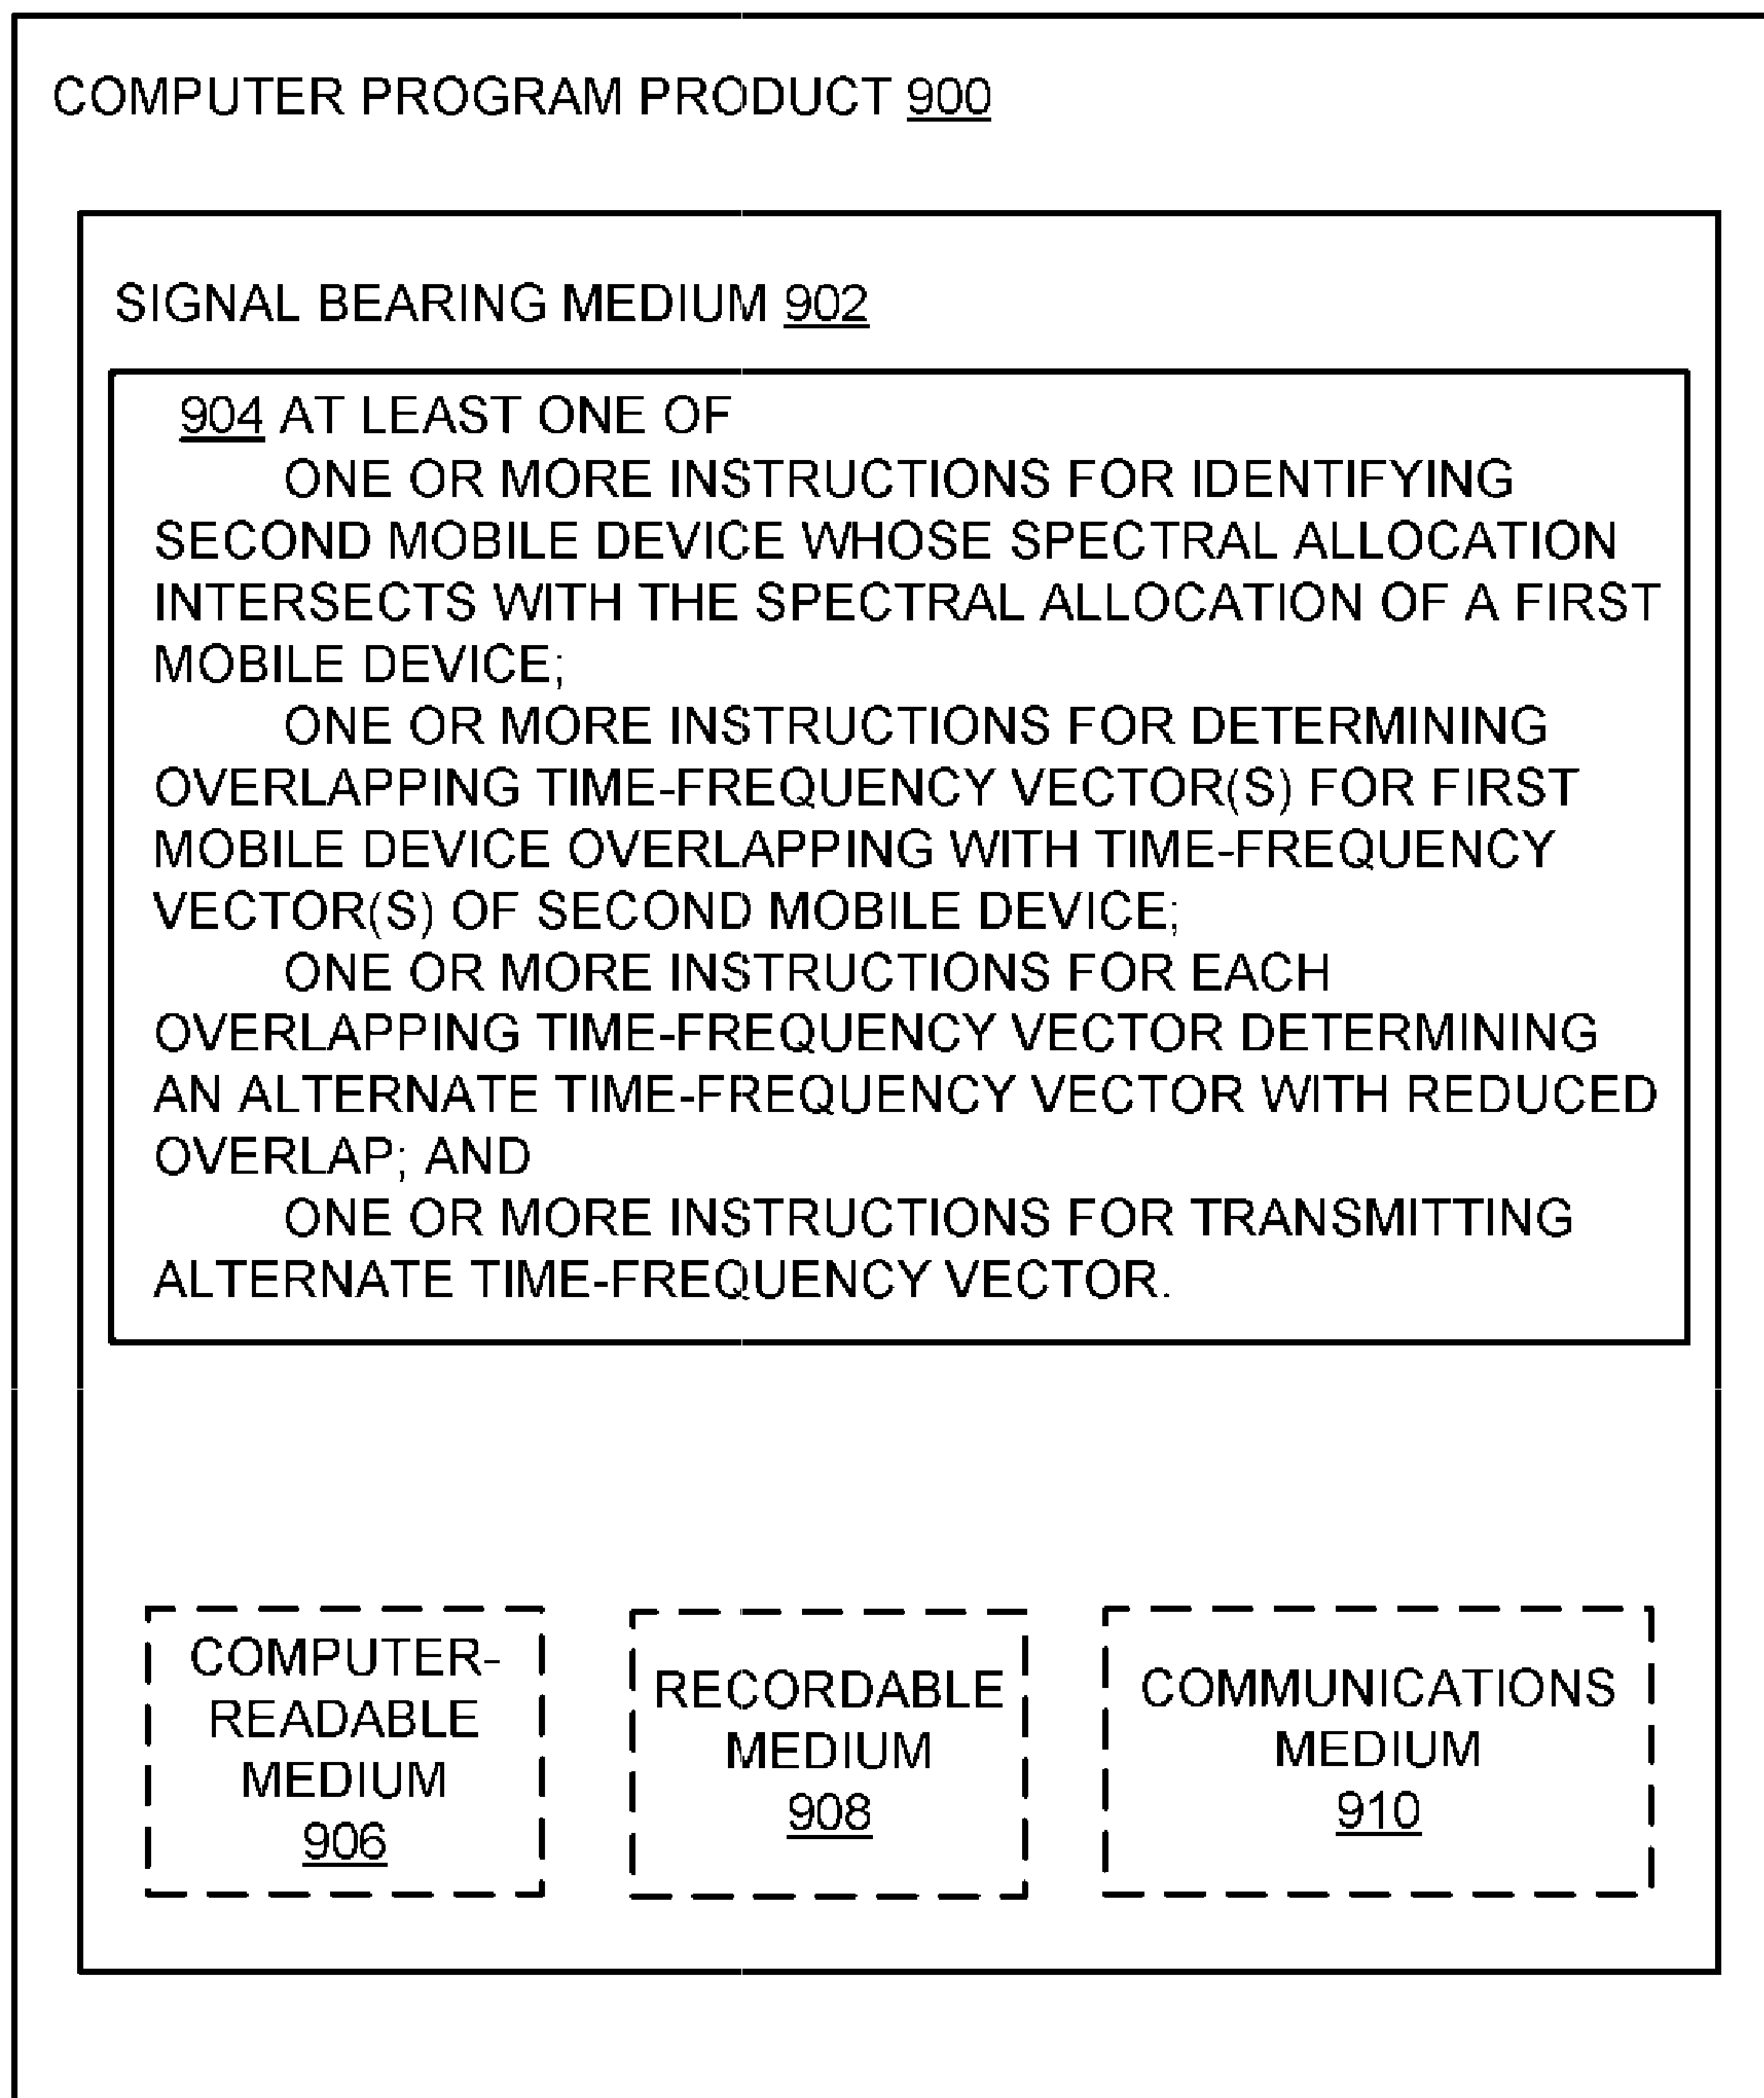 COMPUTER PROGRAM PRODUCT 900
SIGNAL BEARING MEDIUM 902
904 AT LEAST ONE OF
ONE OR MORE INSTRUCTIONS FOR IDENTIFYING
SECOND MOBILE DEVICE WHOSE SPECTRAL ALLOCATION
INTERSECTS WITH THE SPECTRAL ALLOCATION OF A FIRST
MOBILE DEVICE;
ONE OR MORE INSTRUCTIONS FOR DETERMINING
OVERLAPPING TIME-FREQUENCY VECTOR(S) FOR FIRST
MOBILE DEVICE OVERLAPPING WITH TIME-FREQUENCY
VECTOR(S) OF SECOND MOBILE DEVICE;
ONE OR MORE INSTRUCTIONS FOR EACH
OVERLAPPING TIME-FREQUENCY VECTOR DETERMINING
AN ALTERNATE TIME-FREQUENCY VECTOR WITH REDUCED
OVERLAP; AND
ONE OR MORE INSTRUCTIONS FOR TRANSMITTING
ALTERNATE TIME-FREQUENCY VECTOR.
COMPUTER-
READABLE
MEDIUM
906
RECORDABLE
MEDIUM
908
COMMUNICATIONS
MEDIUM
910